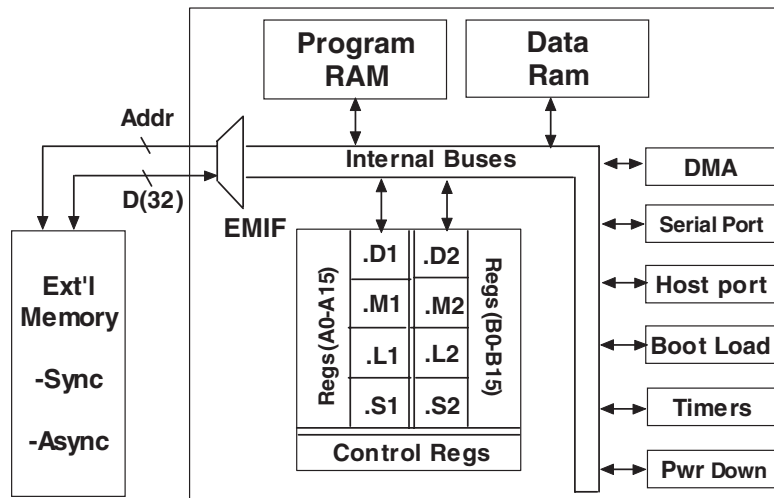 Program
RAM
Data
Ram
Addr
D(32)
EMIF
Internal Buses
Ext'l
Memory
-Sync
-Async
Regs(A0-A15)
.D1
.D2
.M1
.M2
.L1
.L2
.S1
.S2
Regs(B0-B15)
Control Regs
DMA
Serial Port
Host port
Boot Load
Timers
Pwr Down